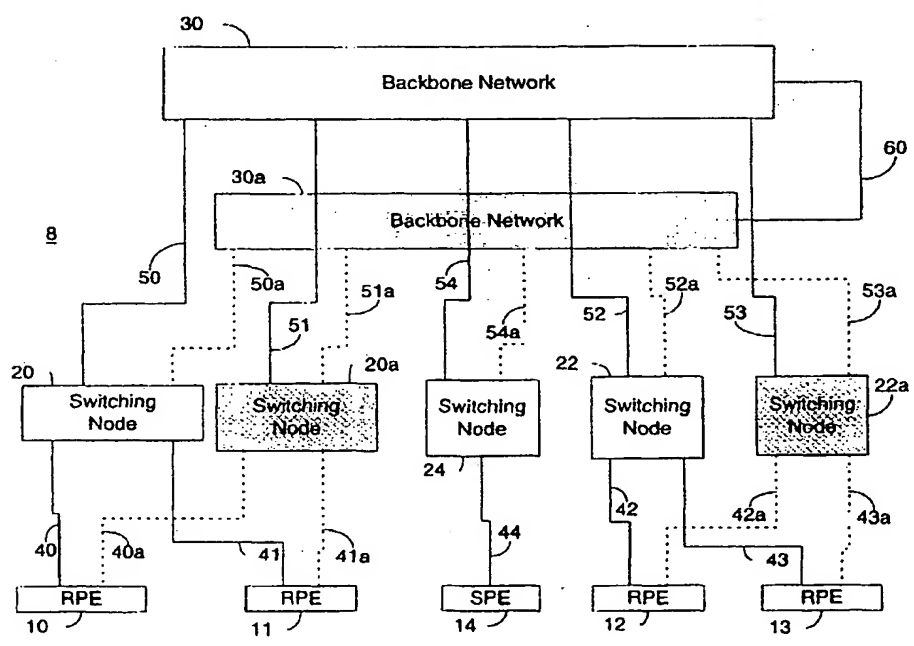 30
Backbone Network
60
30a
Backbone Network
8
50
50a
51a
54
52a
53a
51
54a
52
53
20
20a
22
22a
Switching
Node
Switching
Node
Switching
Node
Switching
Node
Switching
Node
24
40
40a
41
41a
44
42
42a
43
43a
RPE
RPE
SPE
RPE
RPE
10
11
14
12
13